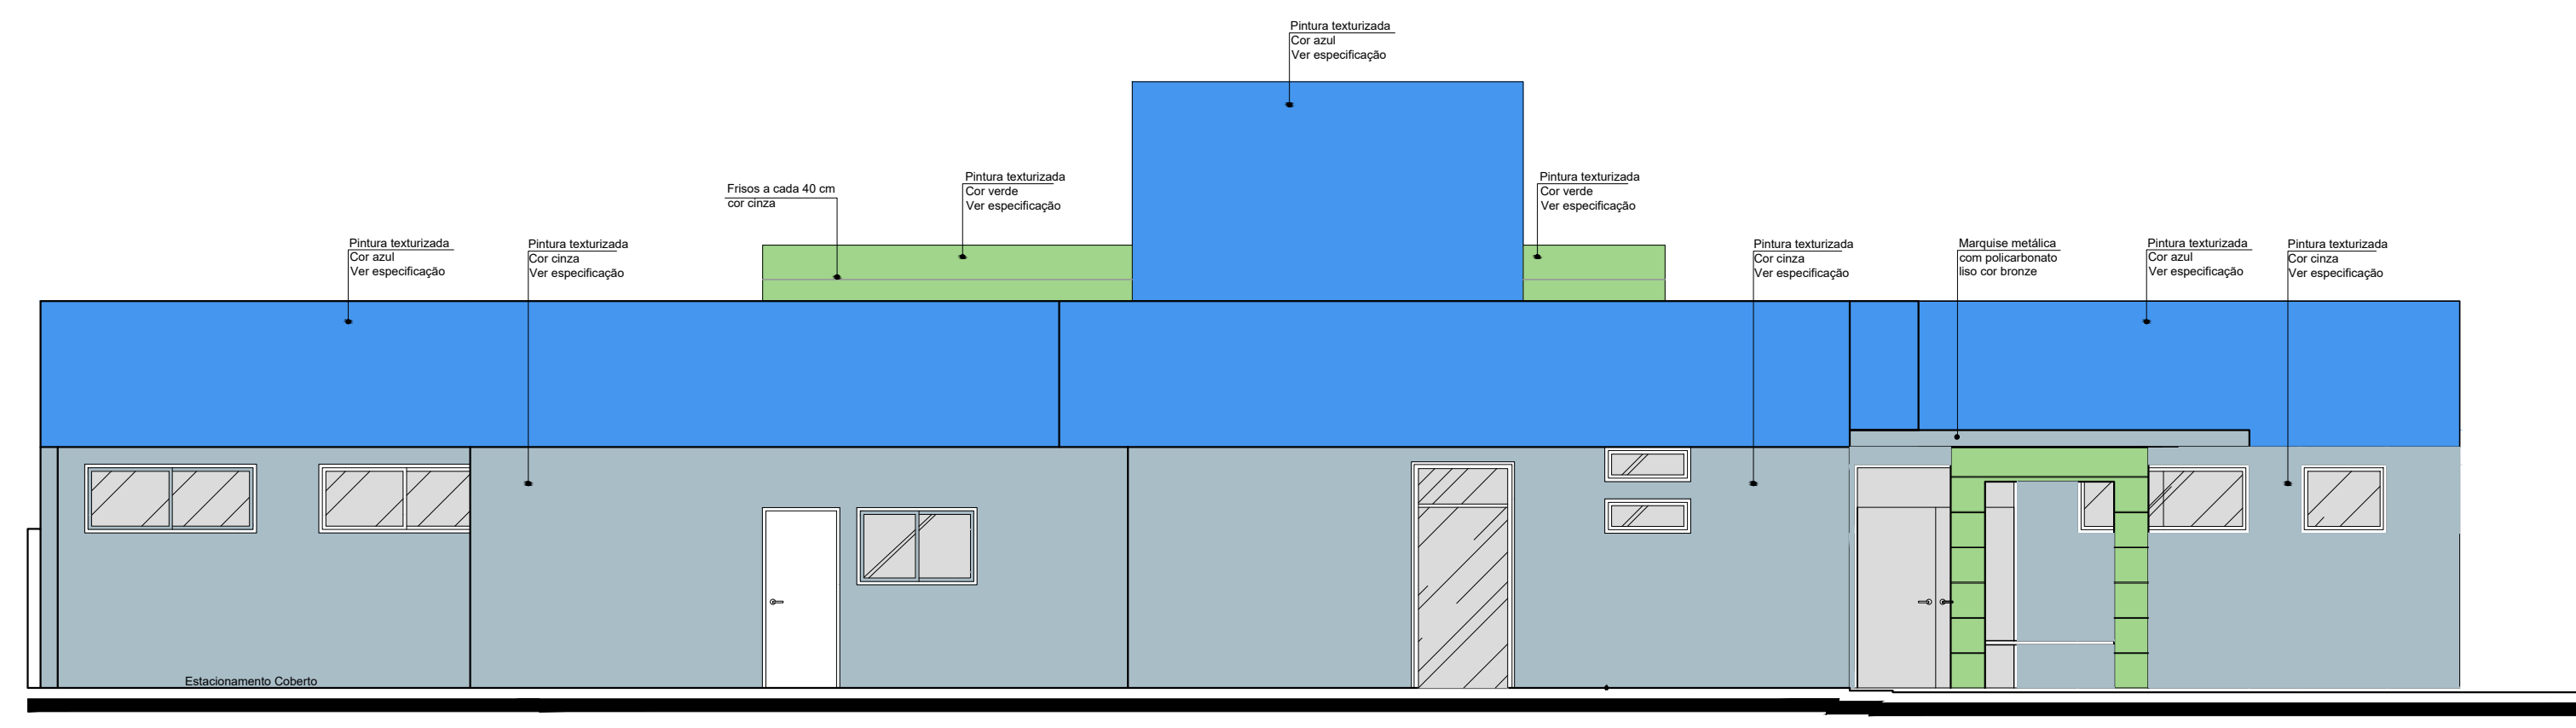 Pintura texturizada
Cor azul
Ver especificação
Frisos a cada 40 cm
cor cinza
Pintura texturizada
Cor verde
Ver especificação
Pintura texturizada
Cor verde
Ver especificação
Pintura texturizada
Cor azul
Ver especificação
Pintura texturizada
Cor cinza
Ver especificação
Pintura texturizada
Cor cinza
Ver especificação
Marquise metálica
com policarbonato
liso cor bronze
Pintura texturizada
Cor azul
Ver especificação
Pintura texturizada
Cor cinza
Ver especificação
Estacionamento Coberto